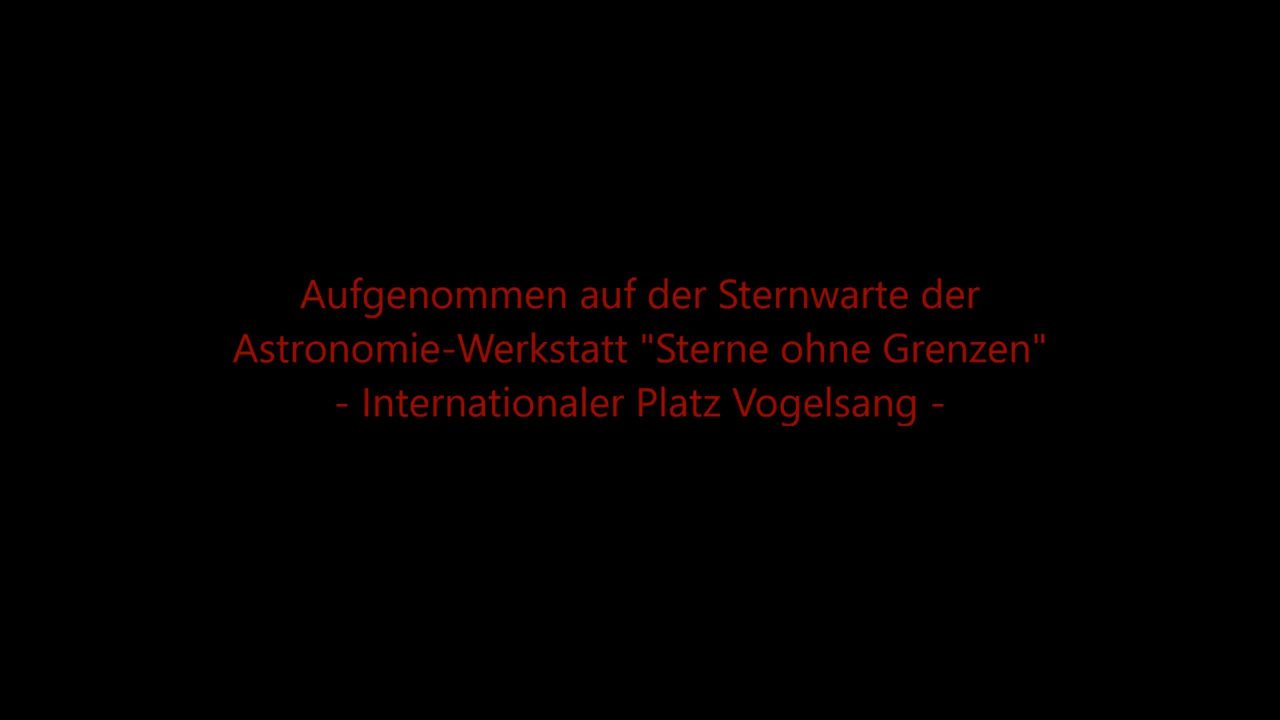 Aufgenommen auf der Sternwarte der
Astronomie-Werkstatt "Sterne ohne Grenzen"
- Internationaler Platz Vogelsang -